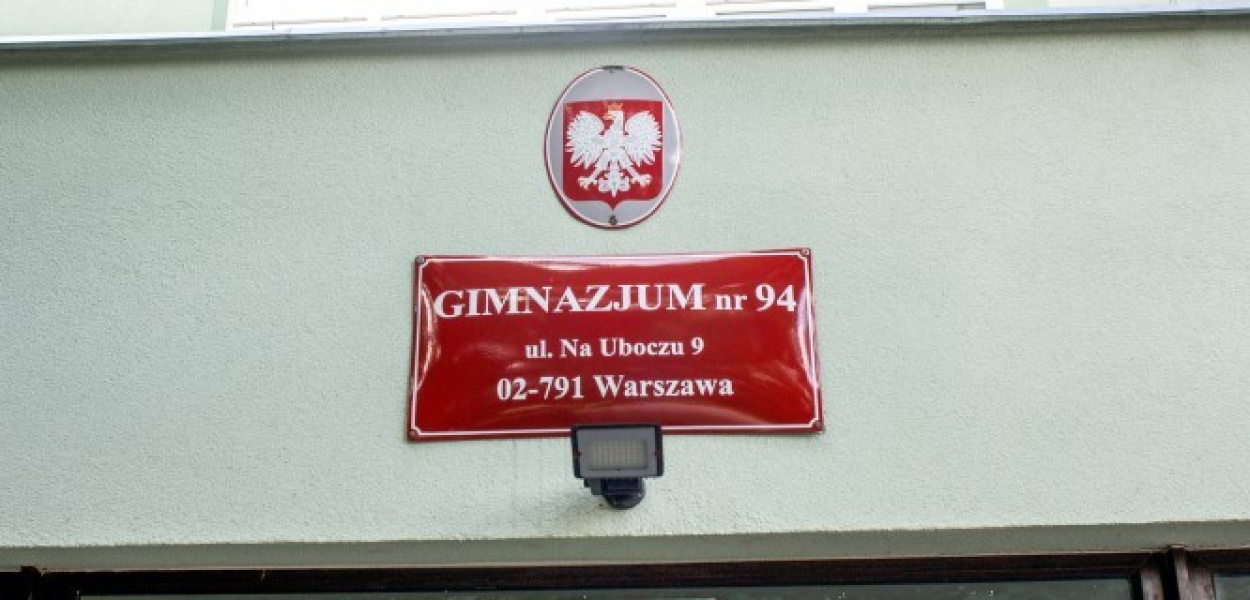 GIMNAZJUM nr 94
ul. Na Uboczu 9
02-791 Warszawa